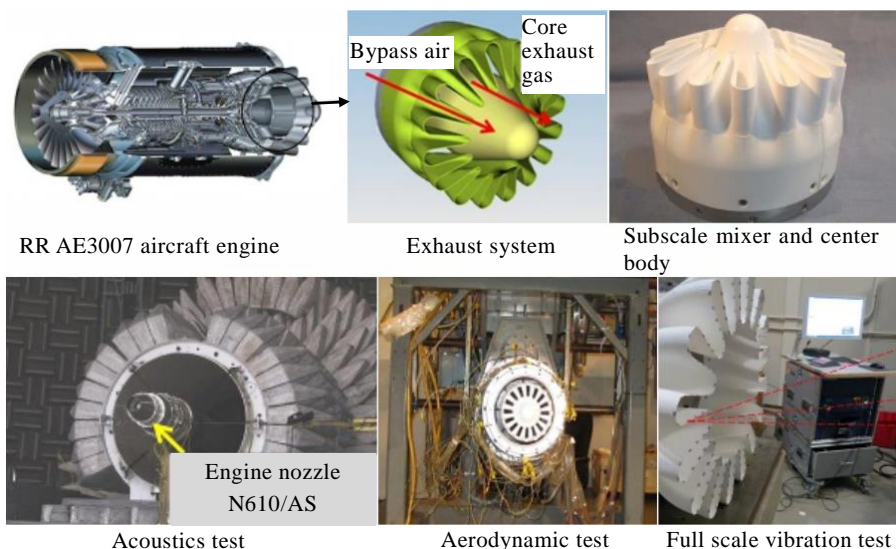 Bypass air
Core
exhaust
gas
RR AE3007 aircraft engine
Exhaust system
Subscale mixer and center
body
Engine nozzle
N610/AS
Acoustics test
Aerodynamic test
Full scale vibration test